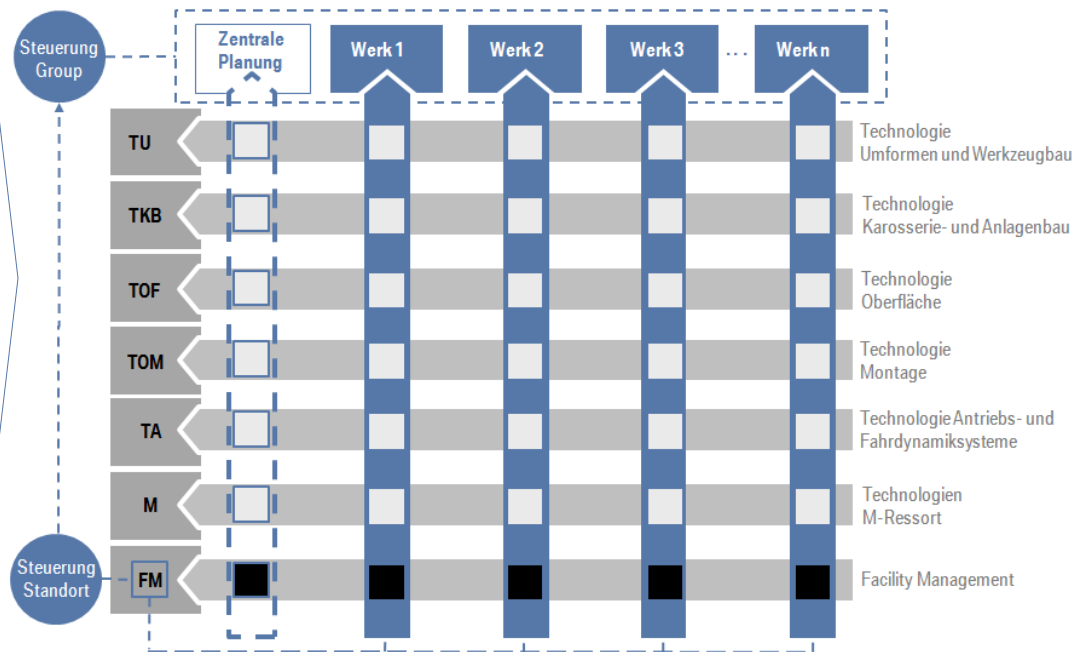 Steuerung
Group
Zentrale
Planung
Werk 1
Werk 2
Werk 3
...
Werk n
TU
Technologie
Umformen und Werkzeugbau
TKB
Technologie
Karosserie- und Anlagenbau
TOF
Technologie
Oberfläche
TOM
Technologie
Montage
TA
Technologie Antriebs- und
Fahrdynamiksysteme
M
Technologien
M-Ressort
Steuerung
Standort
FM
Facility Management